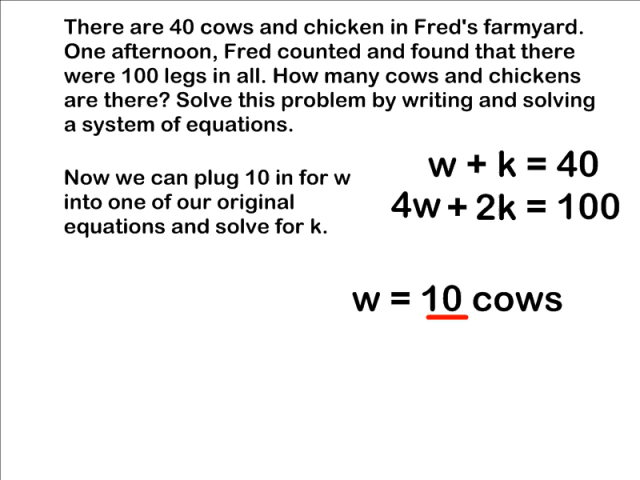 There are 40 cows and chicken in Fred's farmyard.
One afternoon, Fred counted and found that there
were 100 legs in all. How many cows and chickens
are there? Solve this problem by writing and solving
a system of equations.
Now we can plug 10 in for w
into one of our original
equations and solve for k.
w + k = 40
4w + 2k = 100
w = 10 cows